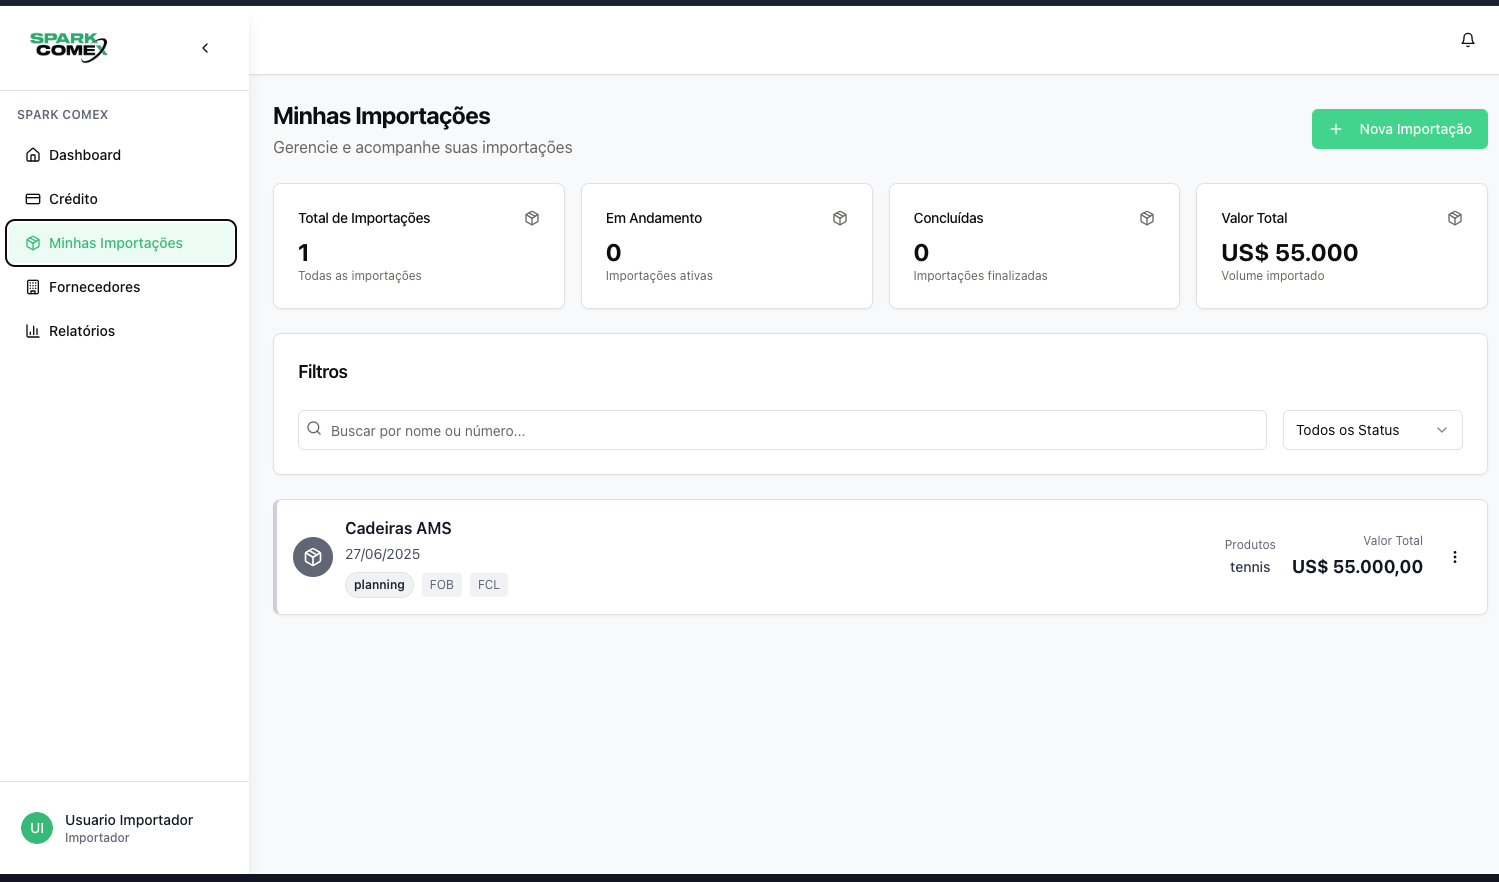 SPARK
COMEX
SPARK COMEX
Dashboard
Crédito
Minhas Importações
Fornecedores
Relatórios
UI
Usuario Importador
Importador
Minhas Importações
Gerencie e acompanhe suas importações
Nova Importação
Total de Importações
1
Todas as importações
Em Andamento
0
Importações ativas
Concluídas
0
Importações finalizadas
Valor Total
US$ 55.000
Volume importado
Filtros
Buscar por nome ou número...
Todos os Status
Cadeiras AMS
27/06/2025
planning FOB FCL
Produtos
tennis
Valor Total
US$ 55.000,00